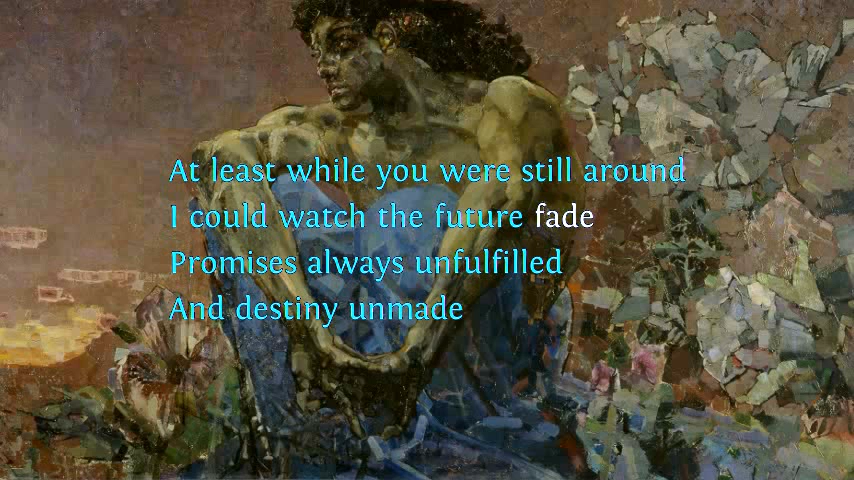 At least while you were still around
I could watch the future fade
Promises always unfulfilled
And destiny unmade